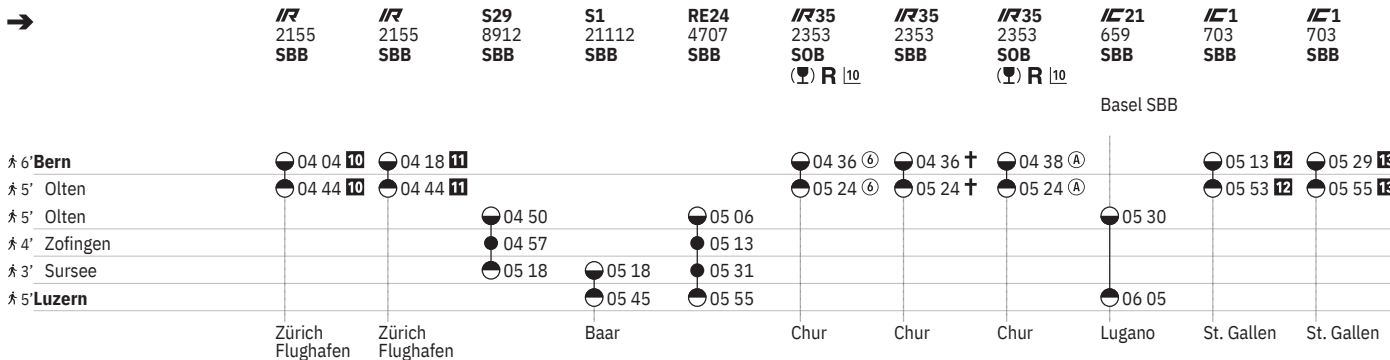 ➔ IR IR S29 S1 RE24 IR35 IR35 IR35 IC21 IC1 IC1
2155 2155 8912 21112 4707 2353 2353 2353 659 703 703
SBB SBB SBB SBB SBB SOB SBB SOB SBB SBB SBB
R 10 R 10
Basel SBB
6' Bern 04 04 10 04 18 11 04 36 ⑥ 04 36 ✝ 04 38 Ⓐ 05 13 12 05 29 13
5' Olten 04 44 10 04 44 11 05 24 ⑥ 05 24 ✝ 05 24 Ⓐ 05 53 12 05 55 13
5' Olten 04 50 05 06 05 30
4' Zofingen 04 57 05 13
3' Sursee 05 18 05 18 05 31
5' Luzern 05 45 05 55 06 05
Zürich Zürich Baar Chur Chur Chur Lugano St. Gallen St. Gallen
Flughafen Flughafen